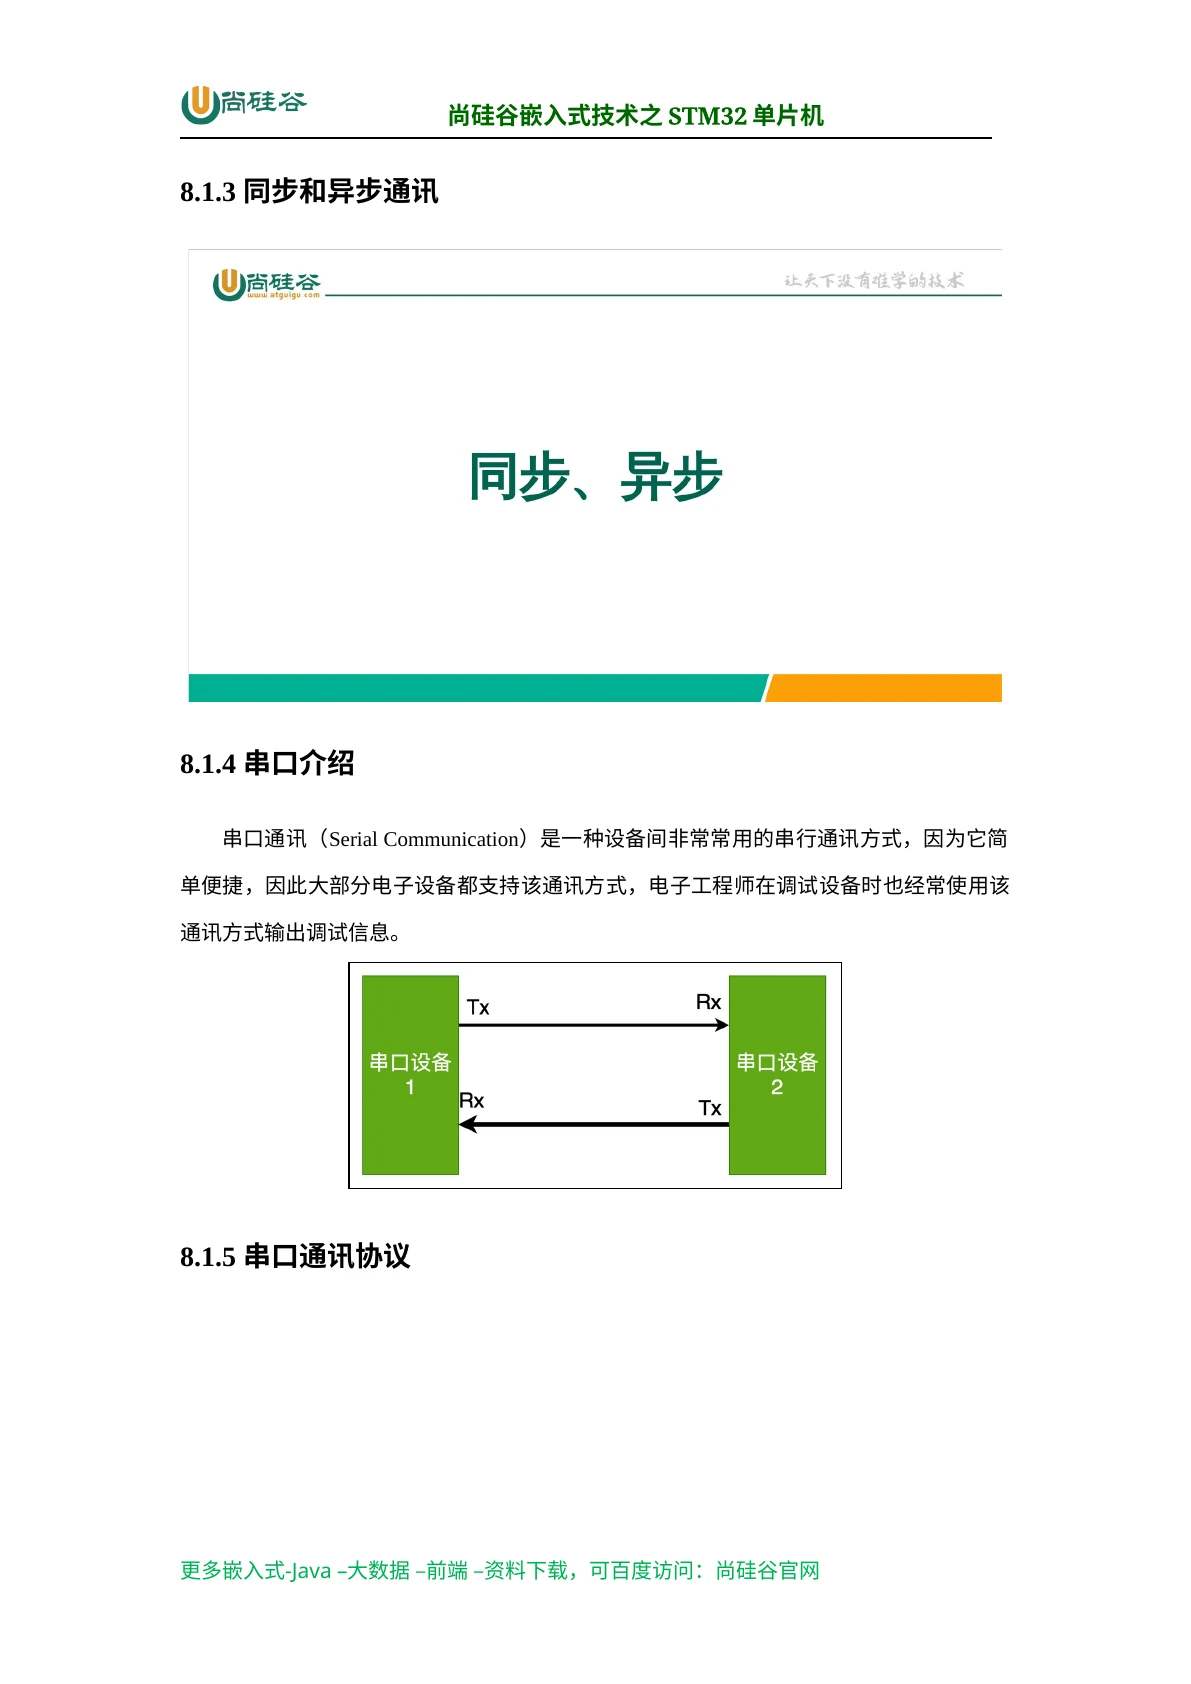 尚硅谷
尚硅谷嵌入式技术之 STM32 单片机
8.1.3 同步和异步通讯
尚硅谷
www.atguigu.com
让天下没有难学的技术
同步、异步
8.1.4 串口介绍
串口通讯（Serial Communication）是一种设备间非常常用的串行通讯方式，因为它简
单便捷，因此大部分电子设备都支持该通讯方式，电子工程师在调试设备时也经常使用该
通讯方式输出调试信息。
Tx
Rx
串口设备
1
串口设备
2
Rx
Tx
8.1.5 串口通讯协议
更多嵌入式-Java –大数据 –前端 –资料下载，可百度访问：尚硅谷官网